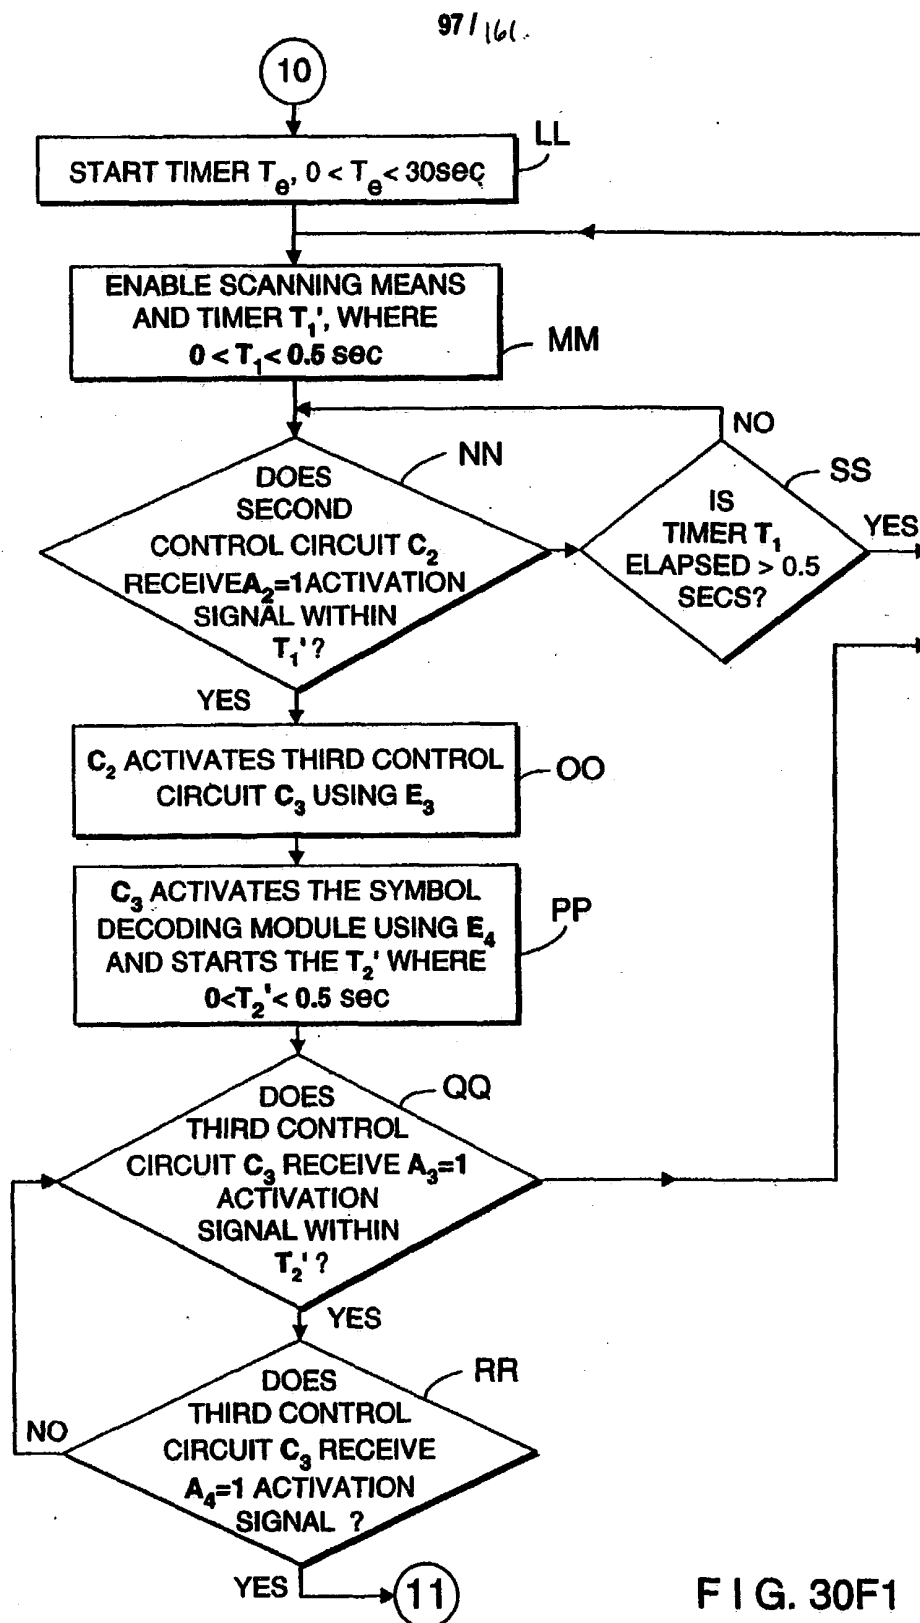 97/161.
10
LL
START TIMER Te, 0 < Te < 30sec
ENABLE SCANNING MEANS
AND TIMER T1', WHERE
0 < T1 < 0.5 sec
MM
NO
NN
DOES
SECOND
CONTROL CIRCUIT C2
RECEIVE A2=1 ACTIVATION
SIGNAL WITHIN
T1' ?
SS
IS
TIMER T1
ELAPSED > 0.5
SECS?
YES
YES
C2 ACTIVATES THIRD CONTROL
CIRCUIT C3 USING E3
OO
C3 ACTIVATES THE SYMBOL
DECODING MODULE USING E4
AND STARTS THE T2' WHERE
0<T2'< 0.5 sec
PP
QQ
DOES
THIRD CONTROL
CIRCUIT C3 RECEIVE A3=1
ACTIVATION
SIGNAL WITHIN
T2' ?
YES
RR
DOES
THIRD CONTROL
CIRCUIT C3 RECEIVE
A4=1 ACTIVATION
SIGNAL ?
NO
YES
11
FIG. 30F1